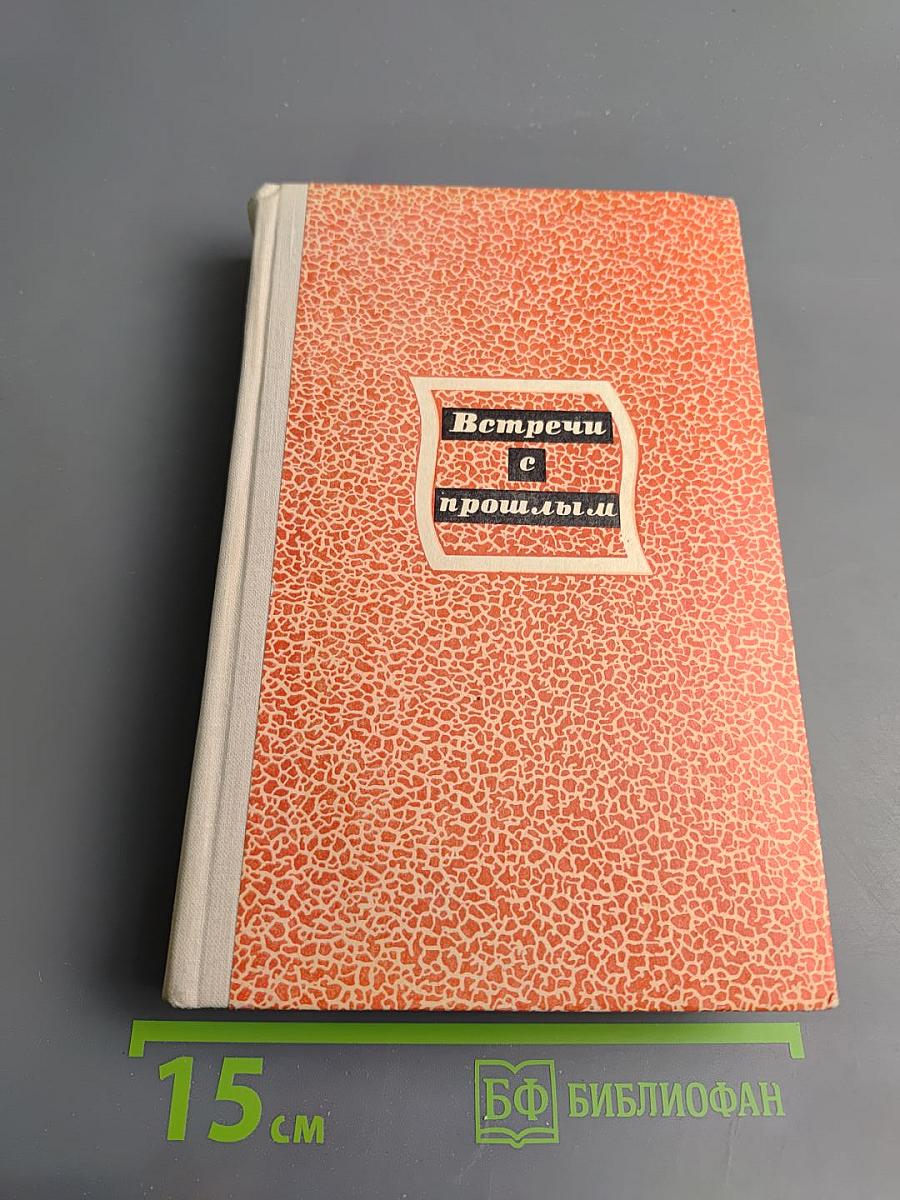 Встречи
с
прошлым
15 см
БФ БИБЛИОФАН